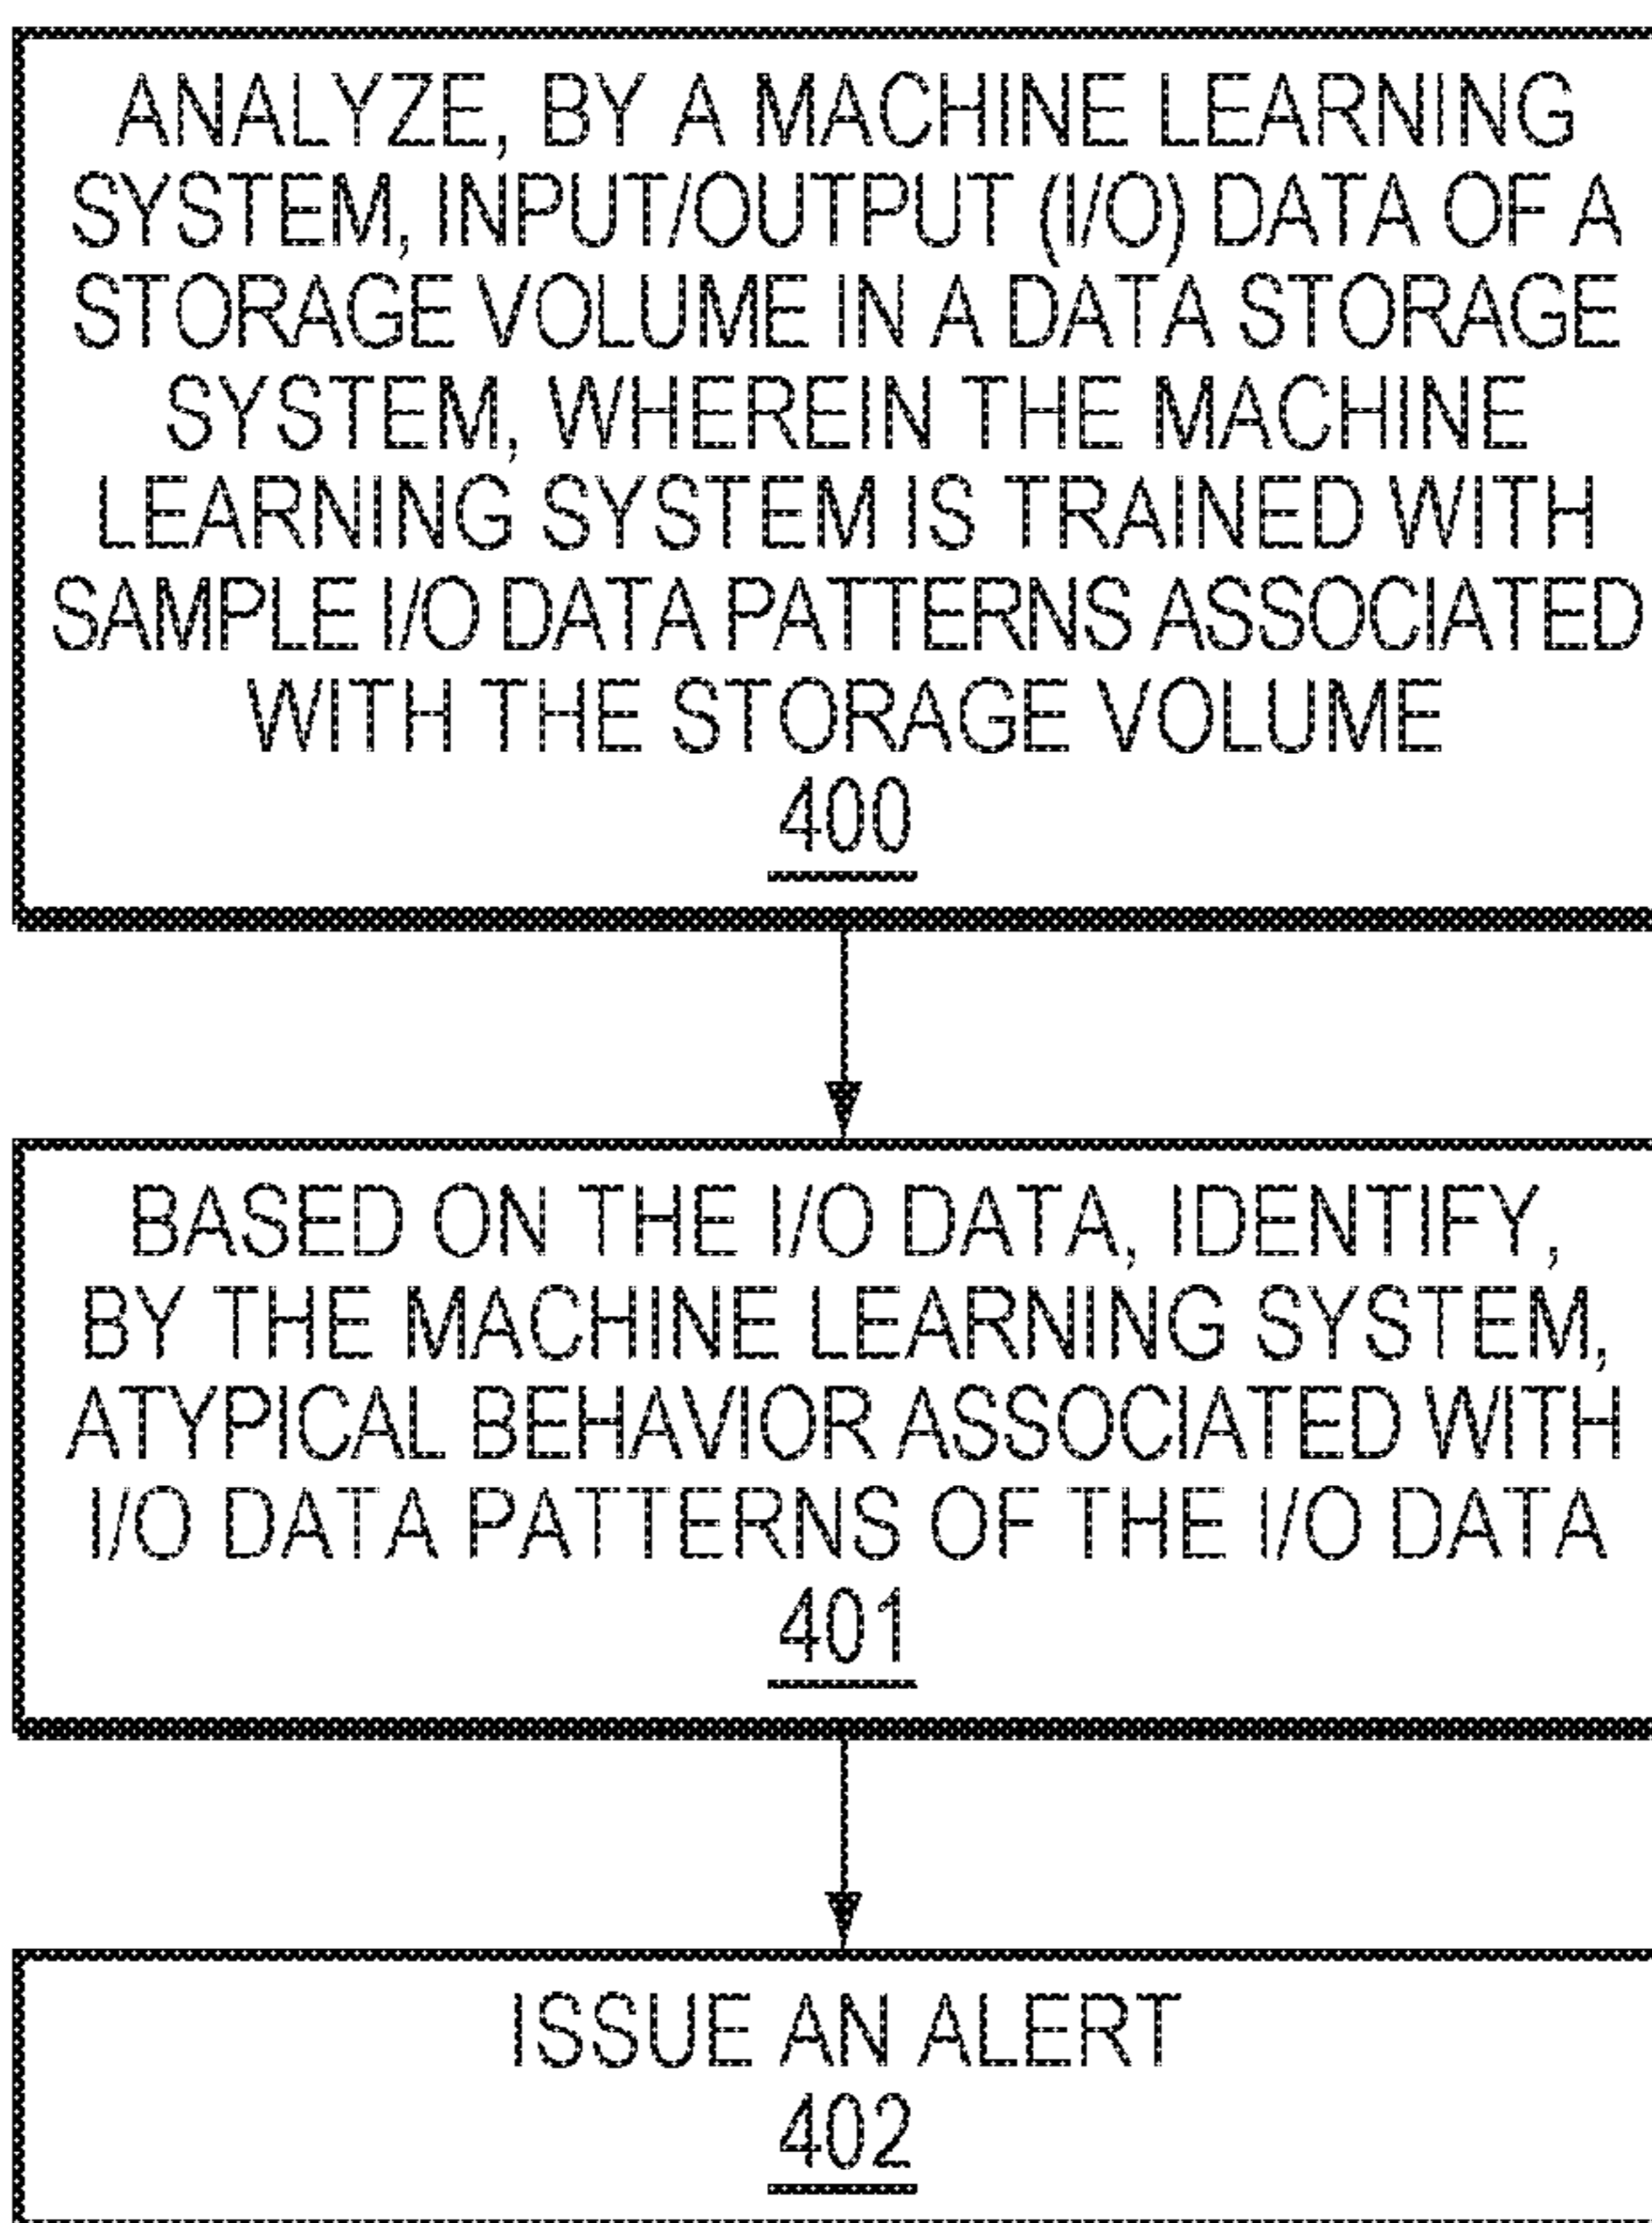 ANALYZE, BY A MACHINE LEARNING
SYSTEM, INPUT/OUTPUT (I/O) DATA OF A
STORAGE VOLUME IN A DATA STORAGE
SYSTEM, WHEREIN THE MACHINE
LEARNING SYSTEM IS TRAINED WITH
SAMPLE I/O DATA PATTERNS ASSOCIATED
WITH THE STORAGE VOLUME
400
BASED ON THE I/O DATA, IDENTIFY,
BY THE MACHINE LEARNING SYSTEM,
ATYPICAL BEHAVIOR ASSOCIATED WITH
I/O DATA PATTERNS OF THE I/O DATA
401
ISSUE AN ALERT
402